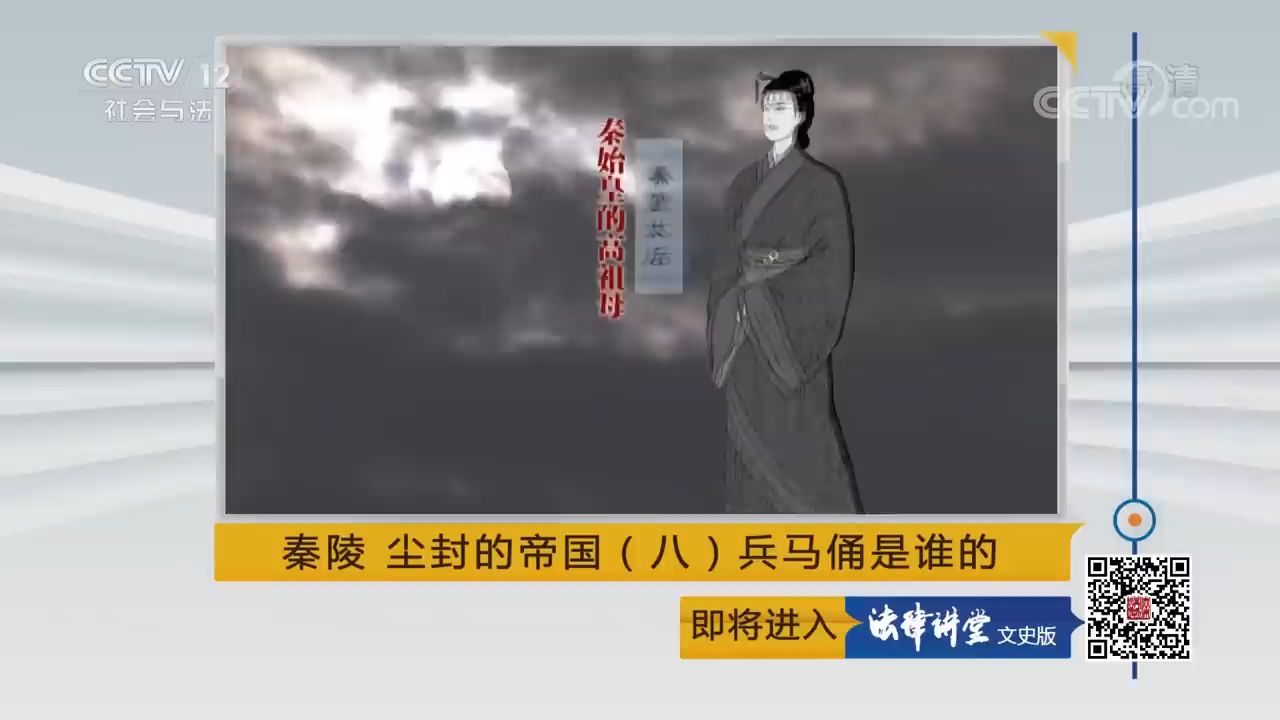 CCTV 12
社会与法
高清
CCTV.com
秦始皇的高祖母
秦宣太后
秦陵 尘封的帝国(八)兵马俑是谁的
即将进入
法律讲堂 文史版